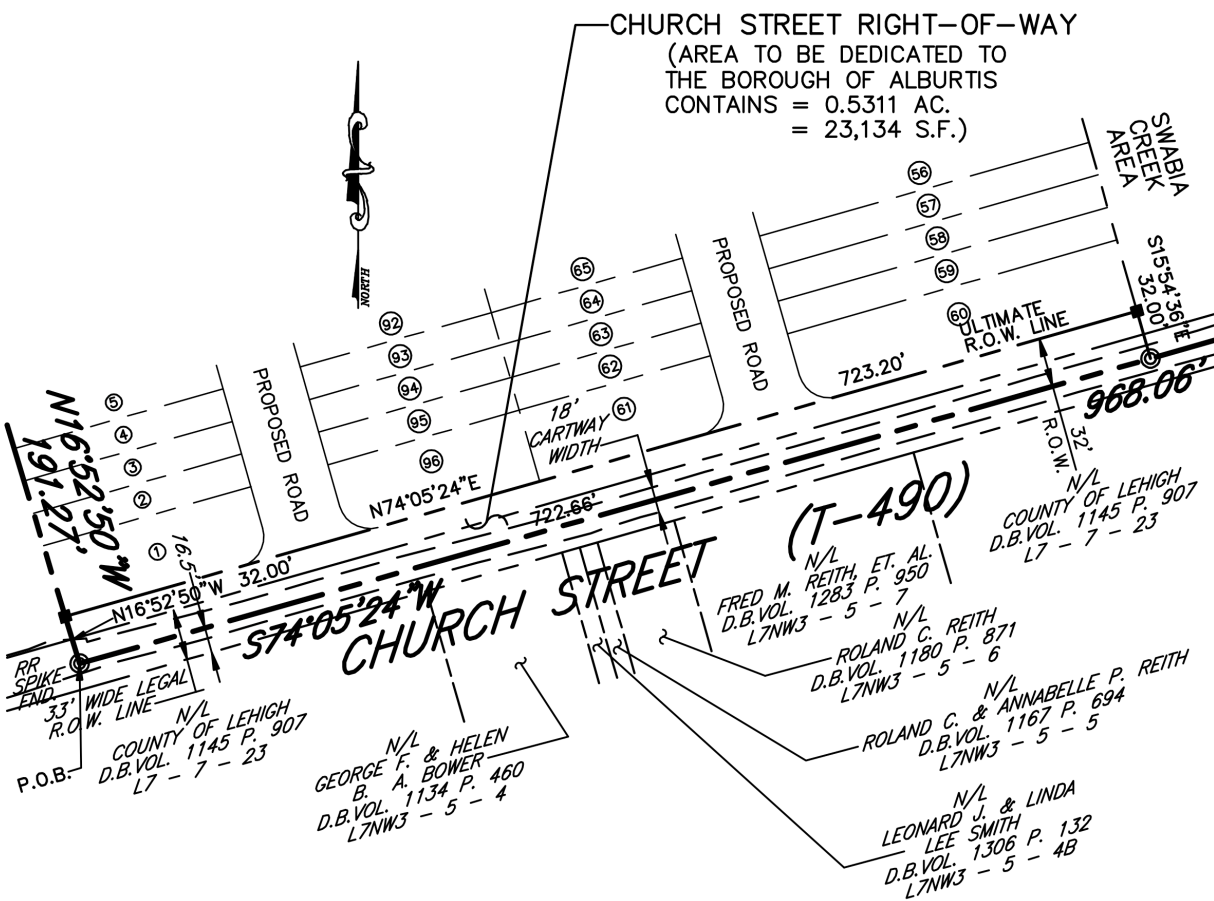 CHURCH STREET RIGHT-OF-WAY
(AREA TO BE DEDICATED TO
THE BOROUGH OF ALBURTIS
CONTAINS = 0.5311 AC.
= 23,134 S.F.)
SWABIA
CREEK
AREA
NORTH
S15°54'36"E
32.00'
56
57
58
59
60
65
64
63
62
61
92
93
94
95
96
5
4
3
2
1
PROPOSED ROAD
PROPOSED ROAD
ULTIMATE
R.O.W. LINE
723.20'
968.06'
18'
CARTWAY
WIDTH
32'
R.O.W.
N16°52'50"W
191.27'
N74°05'24"E
722.66'
16.5'
N16°52'50"W 32.00'
S74°05'24"W
CHURCH STREET (T-490)
RR
SPIKE
FND.
33' WIDE LEGAL
R.O.W. LINE
P.O.B.
N/L
COUNTY OF LEHIGH
D.B.VOL. 1145 P. 907
L7 - 7 - 23
N/L
GEORGE F. & HELEN
B. A. BOWER
D.B.VOL. 1134 P. 460
L7NW3 - 5 - 4
N/L
COUNTY OF LEHIGH
D.B.VOL. 1145 P. 907
L7 - 7 - 23
N/L
FRED M. REITH, ET. AL.
D.B.VOL. 1283 P. 950
L7NW3 - 5 - 7
N/L
ROLAND C. REITH
D.B.VOL. 1180 P. 871
L7NW3 - 5 - 6
N/L
ROLAND C. & ANNABELLE P. REITH
D.B.VOL. 1167 P. 694
L7NW3 - 5 - 5
N/L
LEONARD J. & LINDA
LEE SMITH
D.B.VOL. 1306 P. 132
L7NW3 - 5 - 4B